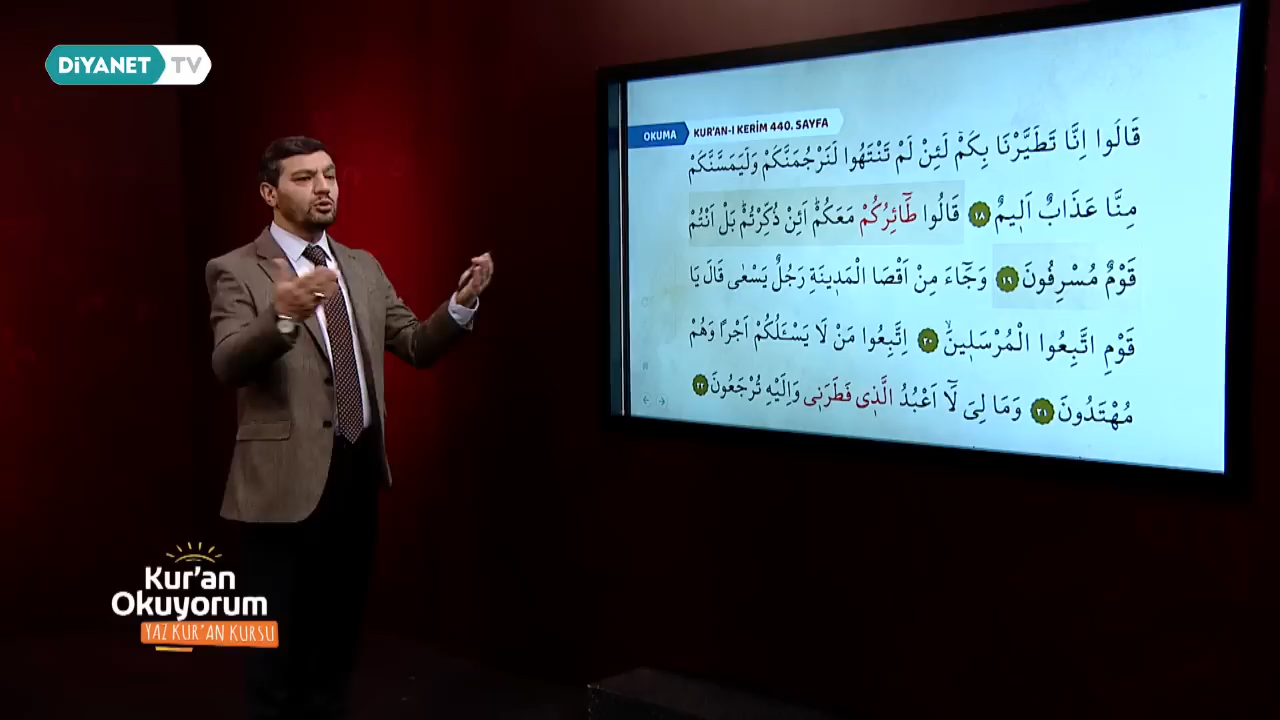 DiYANET TV
OKUMA KUR'AN-I KERİM 440. SAYFA
قَالُٓوا اِنَّا تَطَيَّرْنَا بِكُمْۚ لَئِنْ لَمْ تَنْتَهُوا لَنَرْجُمَنَّكُمْ وَلَيَمَسَّنَّكُمْ
مِنَّا عَذَابٌ اَل۪يمٌ ﴿١٨﴾ قَالُوا طَٓائِرُكُمْ مَعَكُمْۜ اَئِنْ ذُكِّرْتُمْۜ بَلْ اَنْتُمْ
قَوْمٌ مُسْرِفُونَ ﴿١٩﴾ وَجَٓاءَ مِنْ اَقْصَا الْمَد۪ينَةِ رَجُلٌ يَسْعٰى قَالَ يَا
قَوْمِ اتَّبِعُوا الْمُرْسَل۪ينَۙ ﴿٢٠﴾ اِتَّبِعُوا مَنْ لَا يَسْـَٔلُكُمْ اَجْرًا وَهُمْ
مُهْتَدُونَ ﴿٢١﴾ وَمَا لِيَ لَٓا اَعْبُدُ الَّذ۪ي فَطَرَن۪ي وَاِلَيْهِ تُرْجَعُونَ ﴿٢٢﴾
Kur'an
Okuyorum
YAZ KUR'AN KURSU